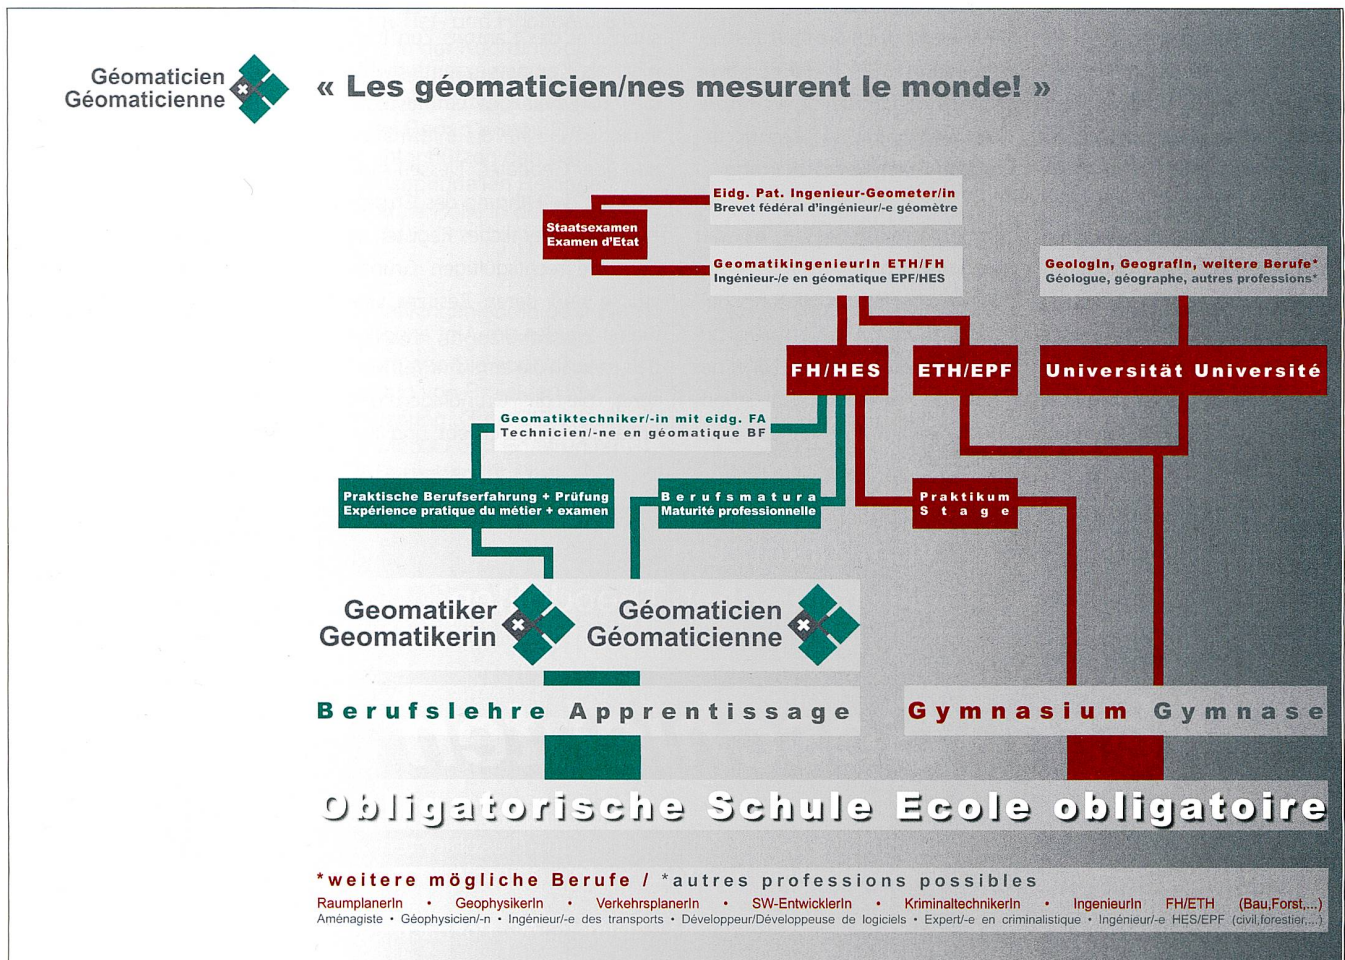 Géomaticien
Géomaticienne
« Les géomaticien/nes mesurent le monde! »
Eidg. Pat. Ingenieur-Geometer/in
Brevet fédéral d'ingénieur/-e géomètre
Staatsexamen
Examen d'Etat
GeomatikingenieurIn ETH/FH
Ingénieur-/e en géomatique EPF/HES
GeologIn, GeografIn, weitere Berufe*
Géologue, géographe, autres professions*
FH/HES
ETH/EPF
Universität Université
Geomatiktechniker/-in mit eidg. FA
Technicien/-ne en géomatique BF
Praktische Berufserfahrung + Prüfung
Expérience pratique du métier + examen
Berufsmatura
Maturité professionnelle
Praktikum
Stage
Geomatiker
Geomatikerin
Géomaticien
Géomaticienne
Berufslehre Apprentissage
Gymnasium Gymnase
Obligatorische Schule Ecole obligatoire
*weitere mögliche Berufe / *autres professions possibles
RaumplanerIn • GeophysikerIn • VerkehrsplanerIn • SW-EntwicklerIn • KriminaltechnikerIn • IngenieurIn FH/ETH (Bau,Forst,...)
Aménagiste • Géophysicien/-n • Ingénieur/-e des transports • Développeur/Développeuse de logiciels • Expert/-e en criminalistique • Ingénieur/-e HES/EPF (civil,forestier,...)